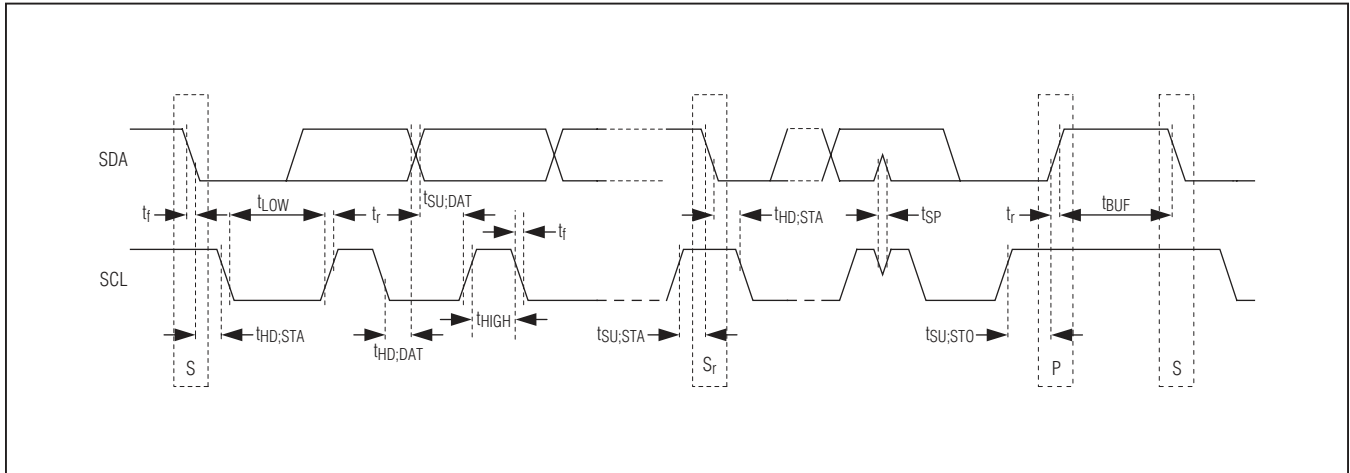 SDA
tf
tLOW
tr
tSU;DAT
tf
tHD;STA
tSP
tr
tBUF
SCL
tHD;STA
tHD;DAT
tHIGH
tSU;STA
tSU;STO
S
Sr
P
S